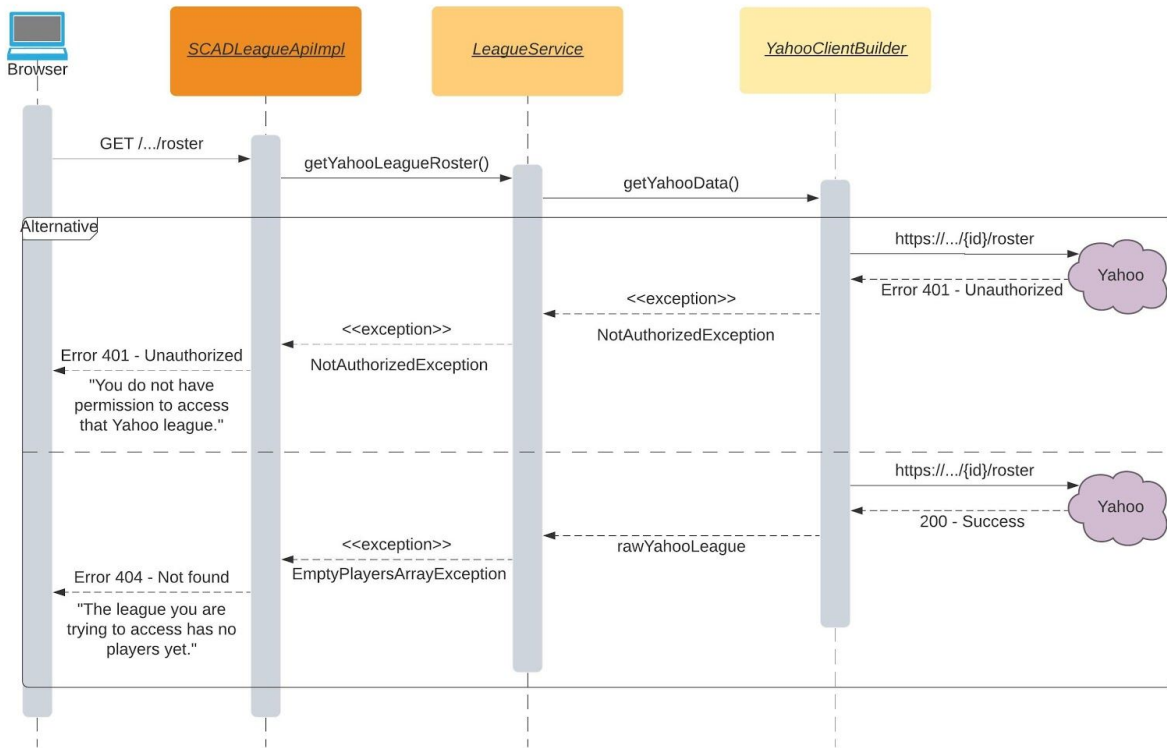 Browser
SCADLeagueApiImpl
LeagueService
YahooClientBuilder
GET /.../roster
getYahooLeagueRoster()
getYahooData()
Alternative
https://.../{id}/roster
Yahoo
Error 401 - Unauthorized
<<exception>>
NotAuthorizedException
<<exception>>
NotAuthorizedException
Error 401 - Unauthorized
"You do not have
permission to access
that Yahoo league."
https://.../{id}/roster
Yahoo
200 - Success
rawYahooLeague
<<exception>>
EmptyPlayersArrayException
Error 404 - Not found
"The league you are
trying to access has no
players yet."